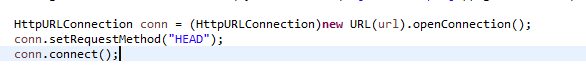 HttpURLConnection conn = (HttpURLConnection)new URL(url).openConnection();
conn.setRequestMethod("HEAD");
conn.connect();